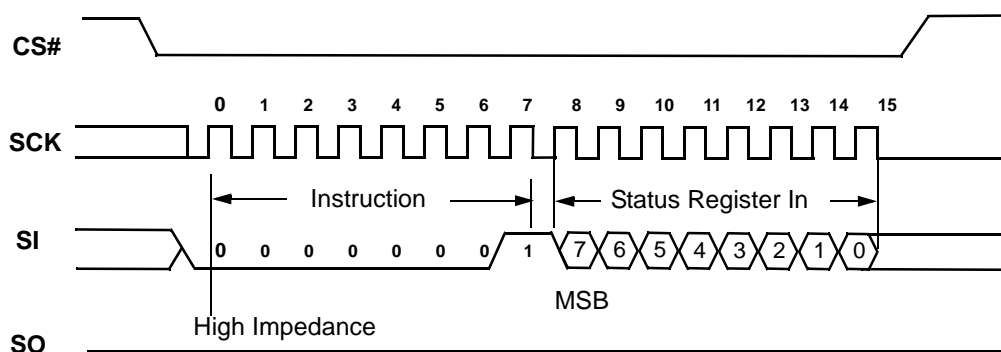 CS#
0 1 2 3 4 5 6 7 8 9 10 11 12 13 14 15
SCK
Instruction Status Register In
SI
0 0 0 0 0 0 0 1 7 6 5 4 3 2 1 0
MSB
High Impedance
SO